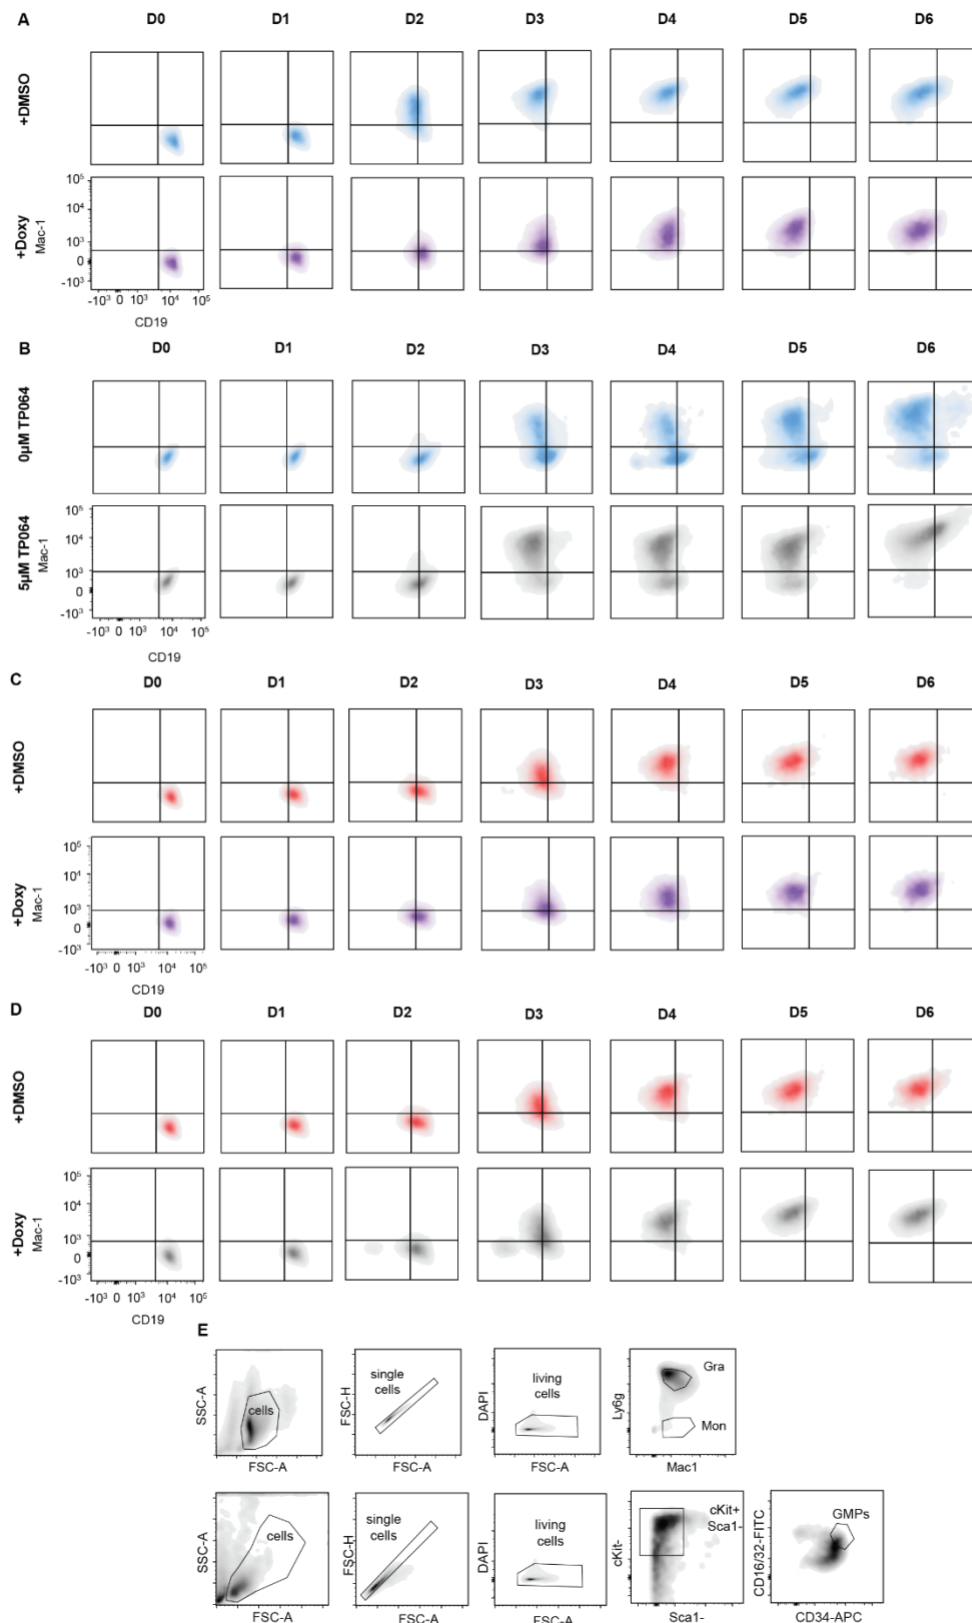 A
D0 D1 D2 D3 D4 D5 D6
+DMSO
+Doxy
Mac-1
10⁵
10⁴
10³
0
-10³
-10³ 0 10³ 10⁴ 10⁵
CD19
B
D0 D1 D2 D3 D4 D5 D6
0µM TP064
5µM TP064
Mac-1
10⁵
10⁴
10³
0
-10³
-10³ 0 10³ 10⁴ 10⁵
CD19
C
D0 D1 D2 D3 D4 D5 D6
+DMSO
+Doxy
Mac-1
10⁵
10⁴
10³
0
-10³
-10³ 0 10³ 10⁴ 10⁵
CD19
D
D0 D1 D2 D3 D4 D5 D6
+DMSO
+Doxy
Mac-1
10⁵
10⁴
10³
0
-10³
-10³ 0 10³ 10⁴ 10⁵
CD19
E
SSC-A
cells
FSC-A
FSC-H
single
cells
FSC-A
DAPI
living
cells
FSC-A
Ly6g
Gra
Mon
Mac1
SSC-A
cells
FSC-A
FSC-H
single
cells
FSC-A
DAPI
living
cells
FSC-A
cKit-
cKit+
Sca1-
Sca1-
CD16/32-FITC
GMPs
CD34-APC